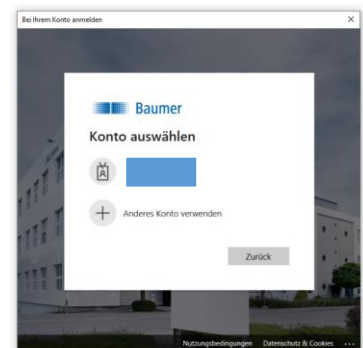 Bei Ihrem Konto anmelden
Baumer
Konto auswählen
Anderes Konto verwenden
Zurück
Nutzungsbedingungen Datenschutz & Cookies